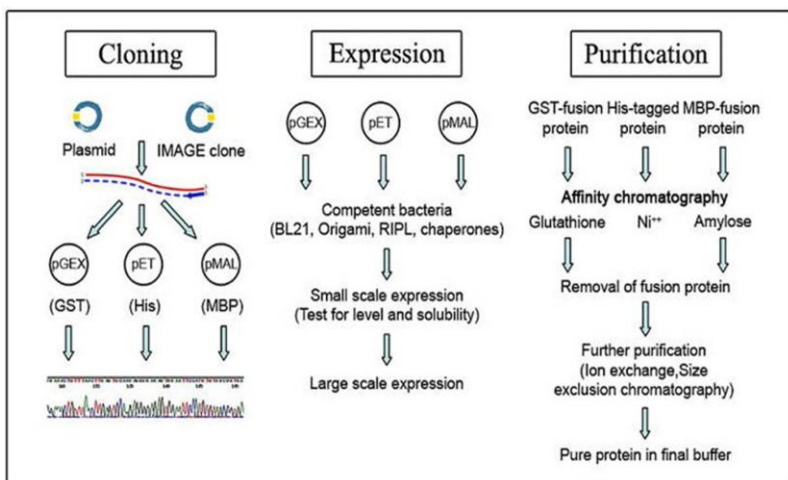 Cloning
Plasmid
IMAGE clone
pGEX
pET
pMAL
(GST)
(His)
(MBP)
Expression
pGEX
pET
pMAL
Competent bacteria
(BL21, Origami, RIPL, chaperones)
Small scale expression
(Test for level and solubility)
Large scale expression
Purification
GST-fusion His-tagged MBP-fusion
protein protein protein
Affinity chromatography
Glutathione Ni⁺⁺ Amylose
Removal of fusion protein
Further purification
(Ion exchange,Size
exclusion chromatography)
Pure protein in final buffer